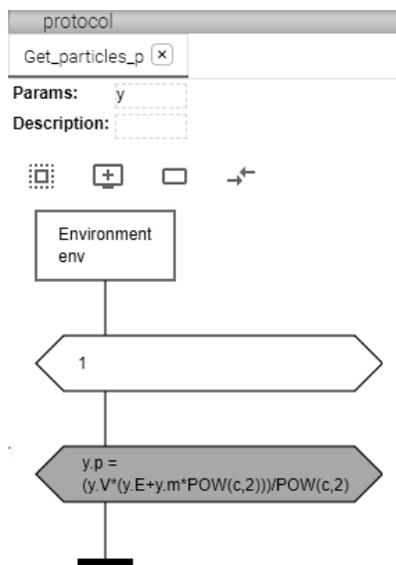 protocol
Get_particles_p
Params: y
Description:
Environment
env
1
y.p =
(y.V*(y.E+y.m*POW(c,2)))/POW(c,2)